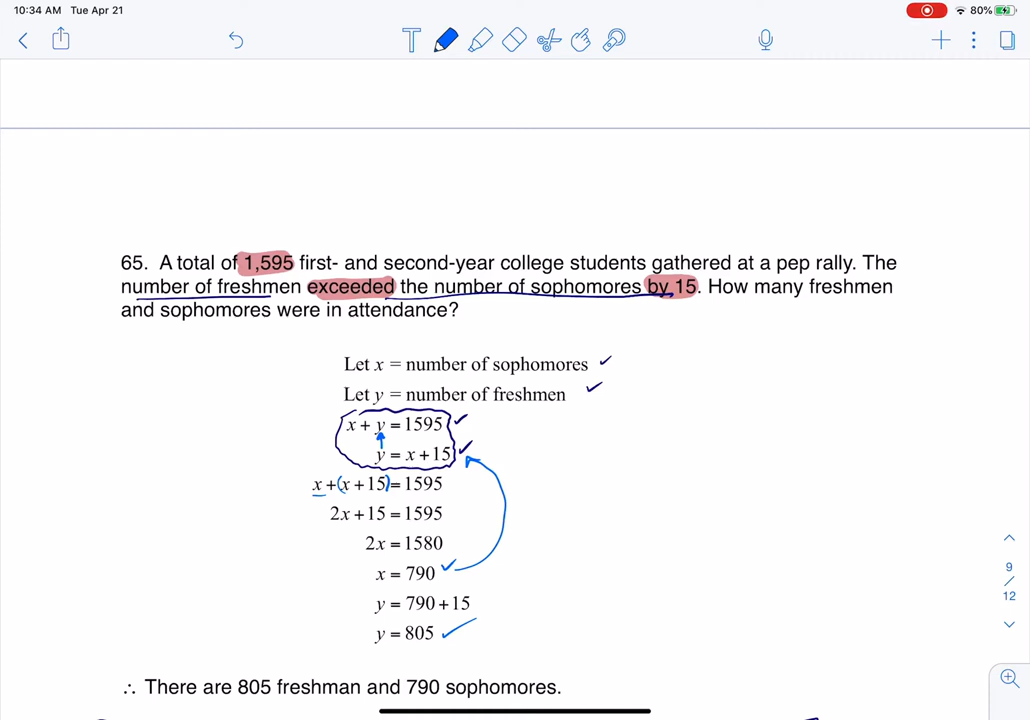 10:34 AM Tue Apr 21
80%
T
65. A total of 1,595 first- and second-year college students gathered at a pep rally. The
number of freshmen exceeded the number of sophomores by 15. How many freshmen
and sophomores were in attendance?
Let x = number of sophomores
Let y = number of freshmen
x + y = 1595
y = x + 15
x + (x + 15) = 1595
2x + 15 = 1595
2x = 1580
x = 790
y = 790 + 15
y = 805
9
/
12
∴ There are 805 freshman and 790 sophomores.